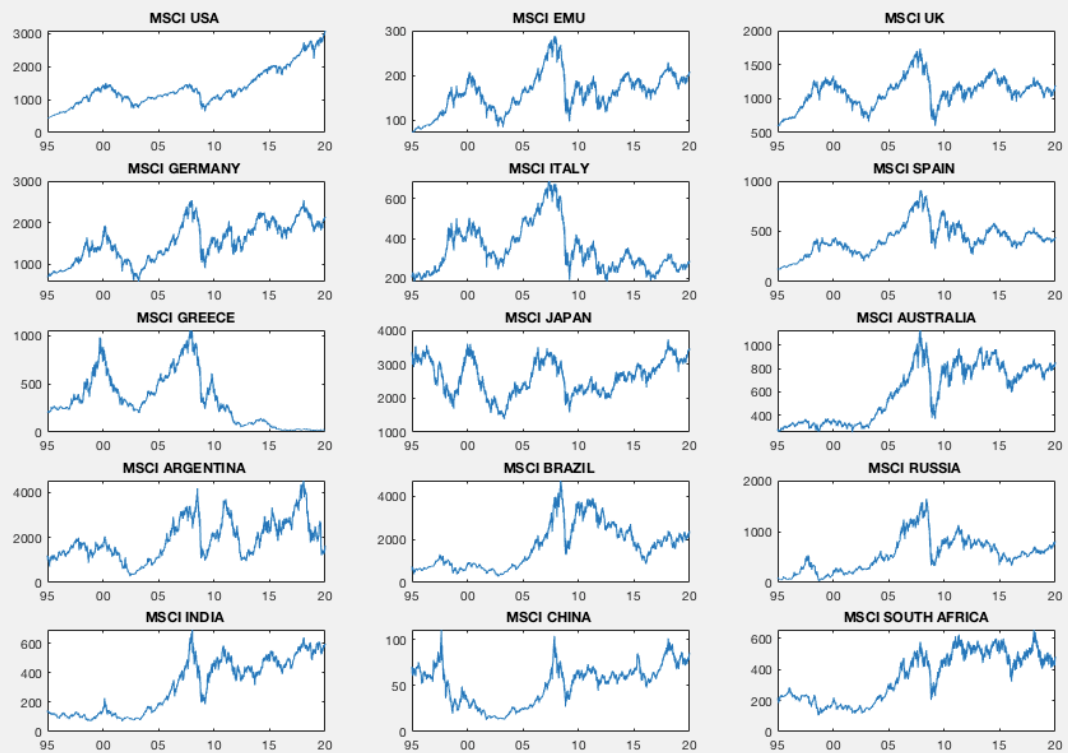 MSCI USA
3000
2000
1000
0
95 00 05 10 15 20
MSCI EMU
300
200
100
95 00 05 10 15 20
MSCI UK
2000
1500
1000
500
95 00 05 10 15 20
MSCI GERMANY
3000
2000
1000
95 00 05 10 15 20
MSCI ITALY
600
400
200
95 00 05 10 15 20
MSCI SPAIN
1000
500
0
95 00 05 10 15 20
MSCI GREECE
1000
500
0
95 00 05 10 15 20
MSCI JAPAN
4000
3000
2000
1000
95 00 05 10 15 20
MSCI AUSTRALIA
1000
800
600
400
95 00 05 10 15 20
MSCI ARGENTINA
4000
2000
0
95 00 05 10 15 20
MSCI BRAZIL
4000
2000
0
95 00 05 10 15 20
MSCI RUSSIA
2000
1000
0
95 00 05 10 15 20
MSCI INDIA
600
400
200
0
95 00 05 10 15 20
MSCI CHINA
100
50
0
95 00 05 10 15 20
MSCI SOUTH AFRICA
600
400
200
0
95 00 05 10 15 20